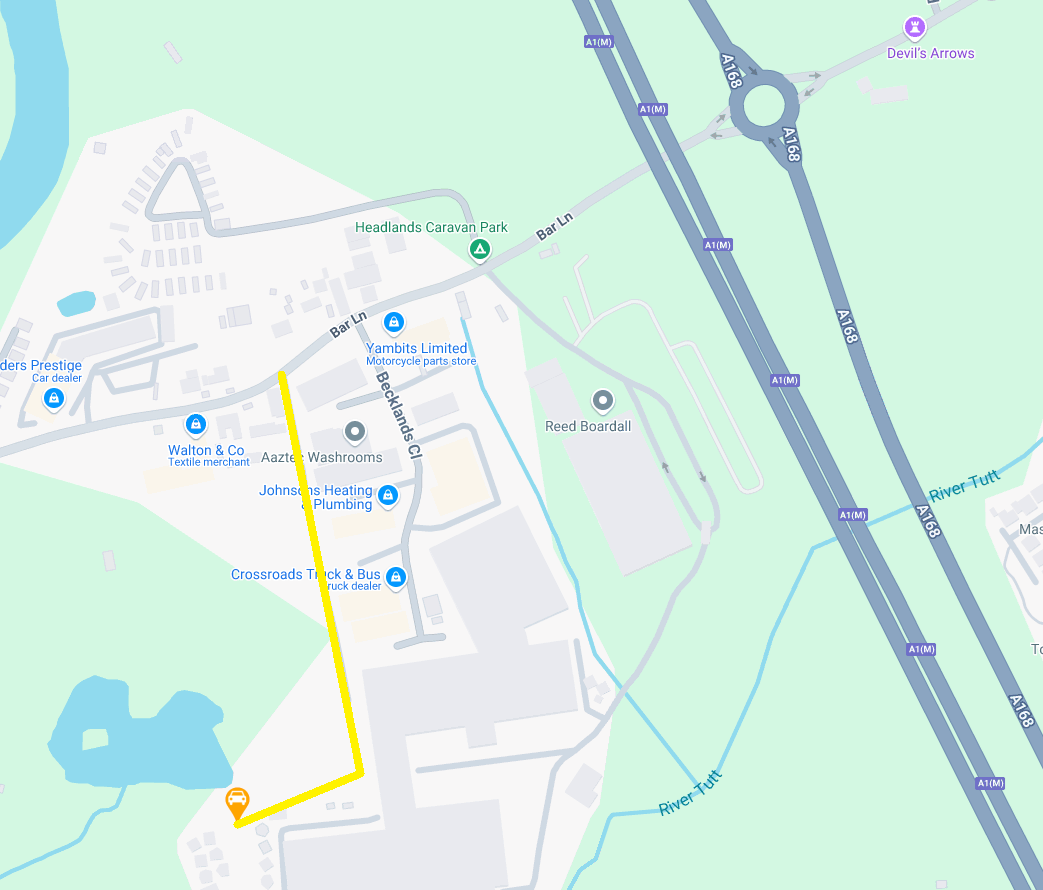 A1(M)
Devil's Arrows
A168
A1(M)
A168
Headlands Caravan Park
Bar Ln
A1(M)
Bar Ln
Yambits Limited
Motorcycle parts store
A168
ders Prestige
Car dealer
Becklands Cl
A1(M)
Reed Boardall
Walton & Co
Textile merchant
Aaztec Washrooms
Johnsons Heating
& Plumbing
River Tutt
A1(M)
A168
Mas
Crossroads Truck & Bus
Truck dealer
A1(M)
To
A168
River Tutt
A1(M)